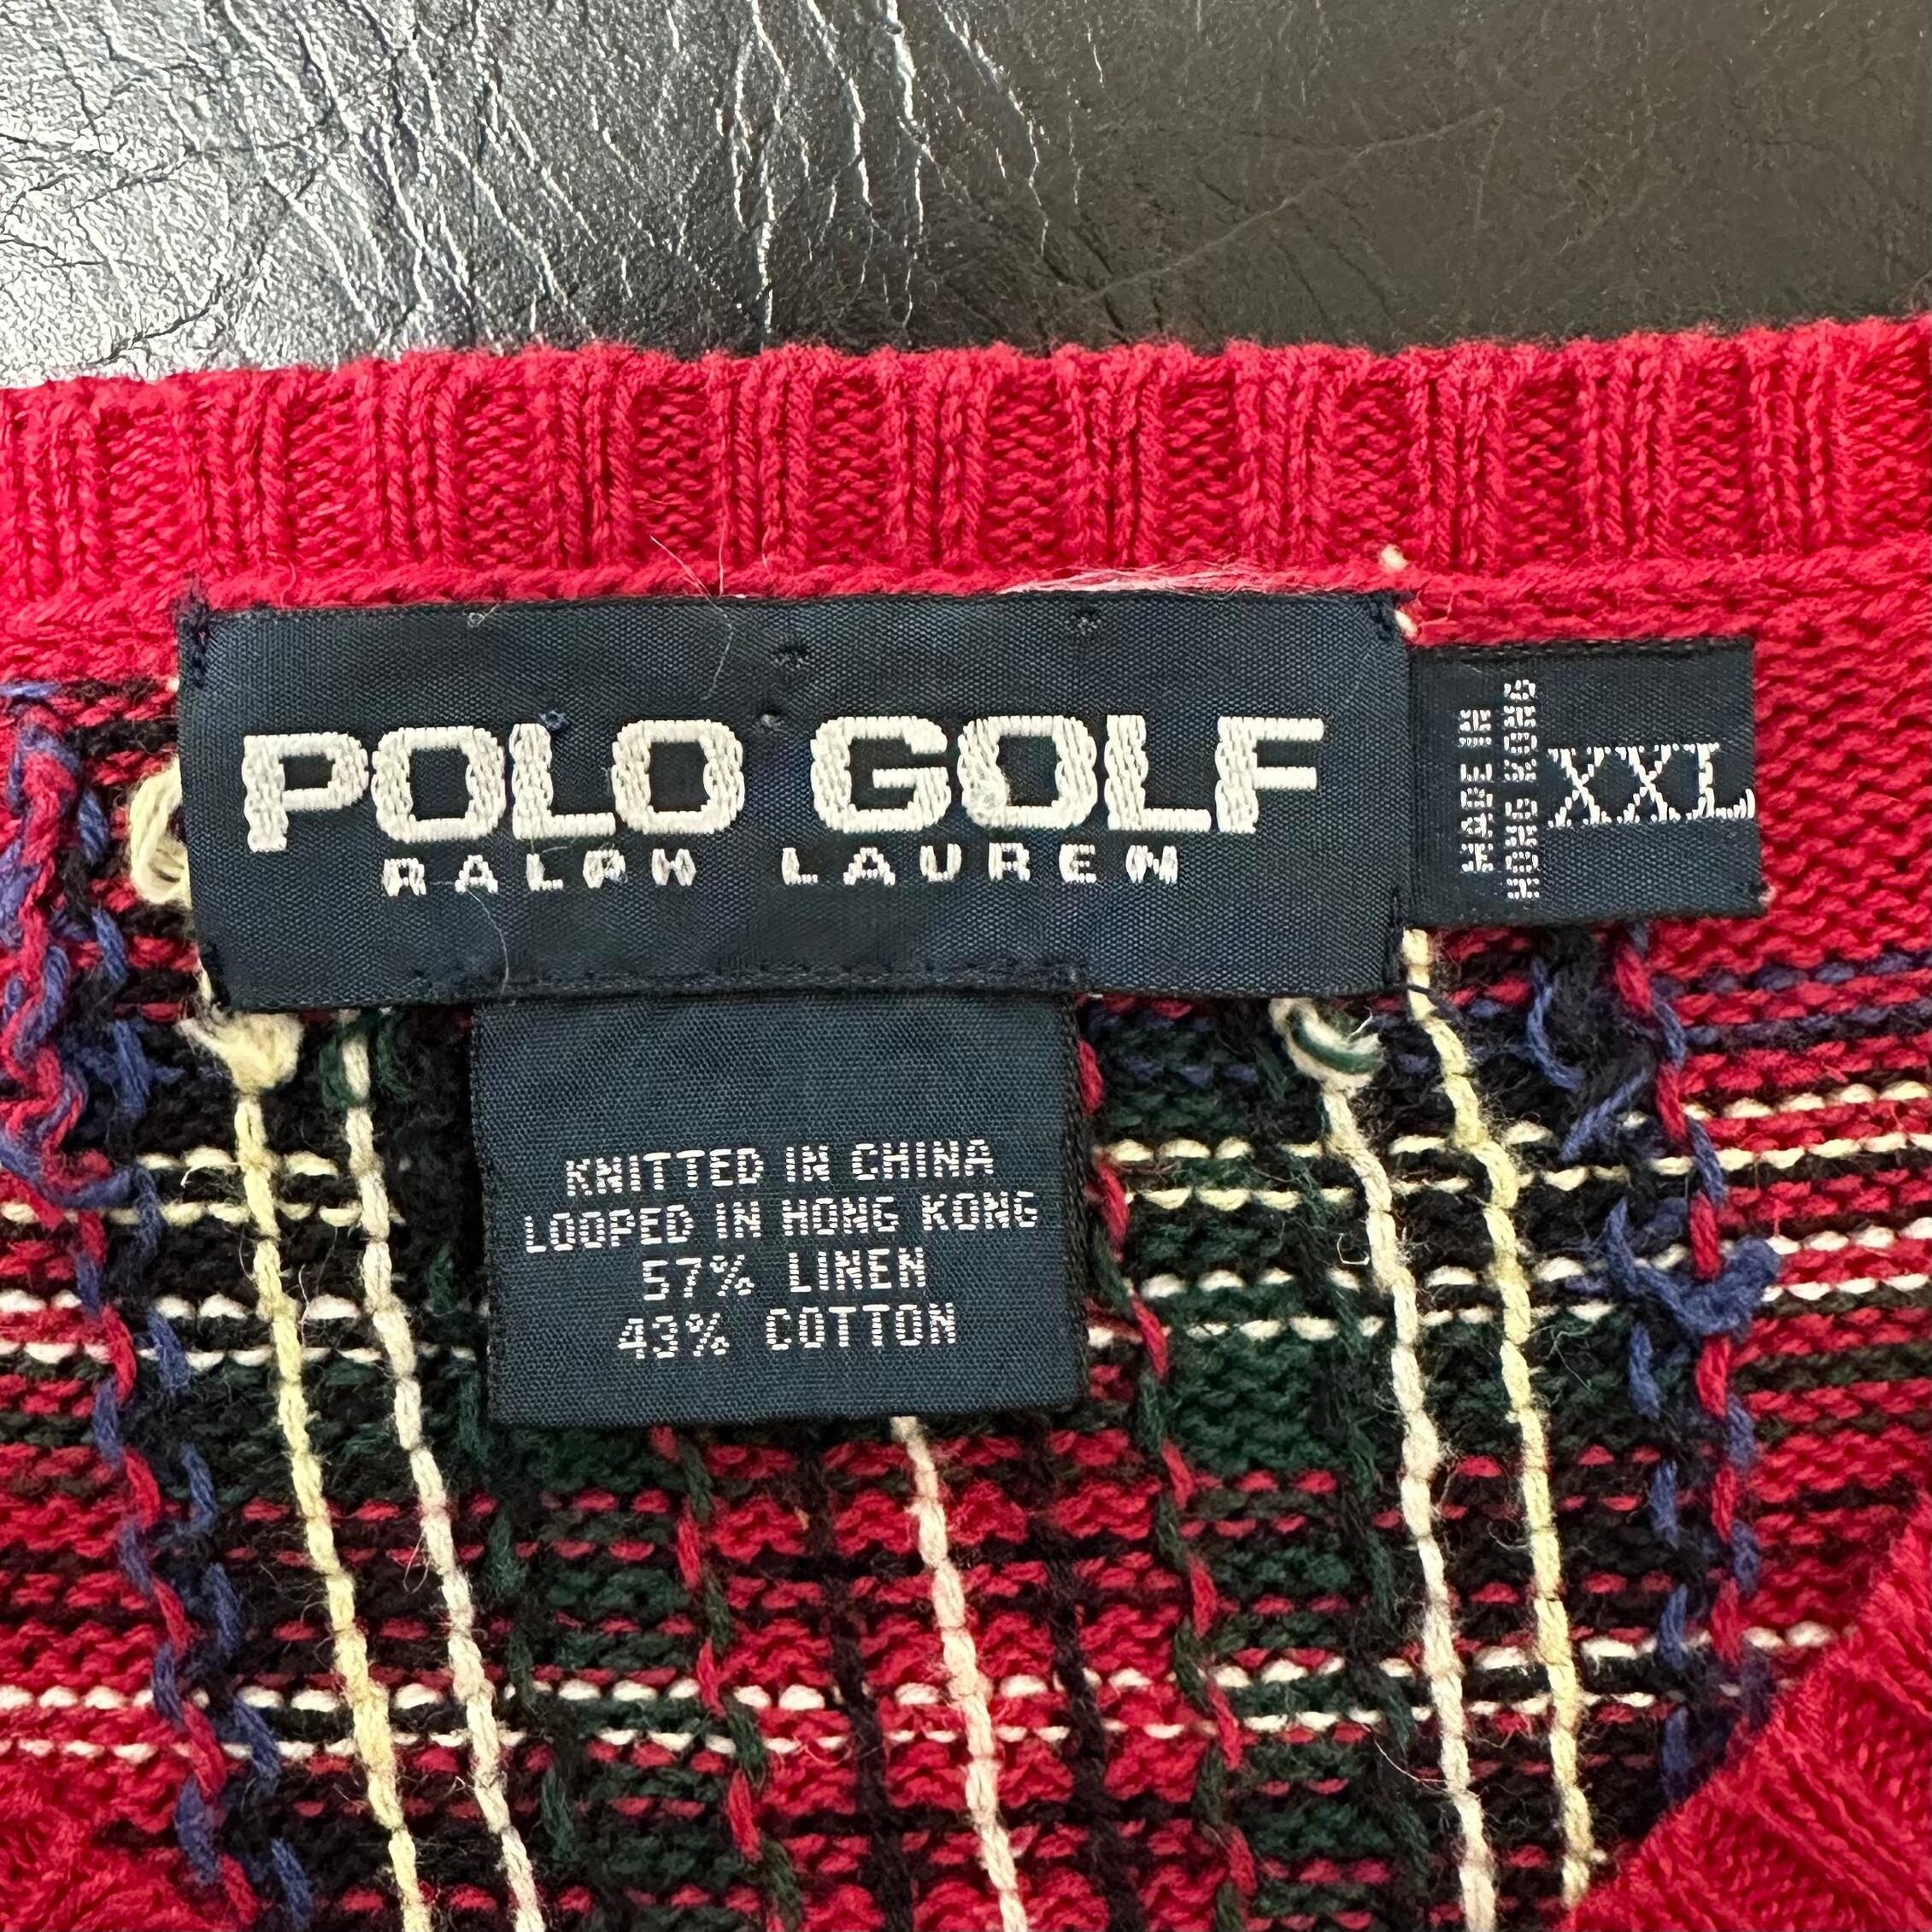 POLO GOLF
RALPH LAUREN
MADE IN
HONG KONG
XXL
KNITTED IN CHINA
LOOPED IN HONG KONG
57% LINEN
43% COTTON